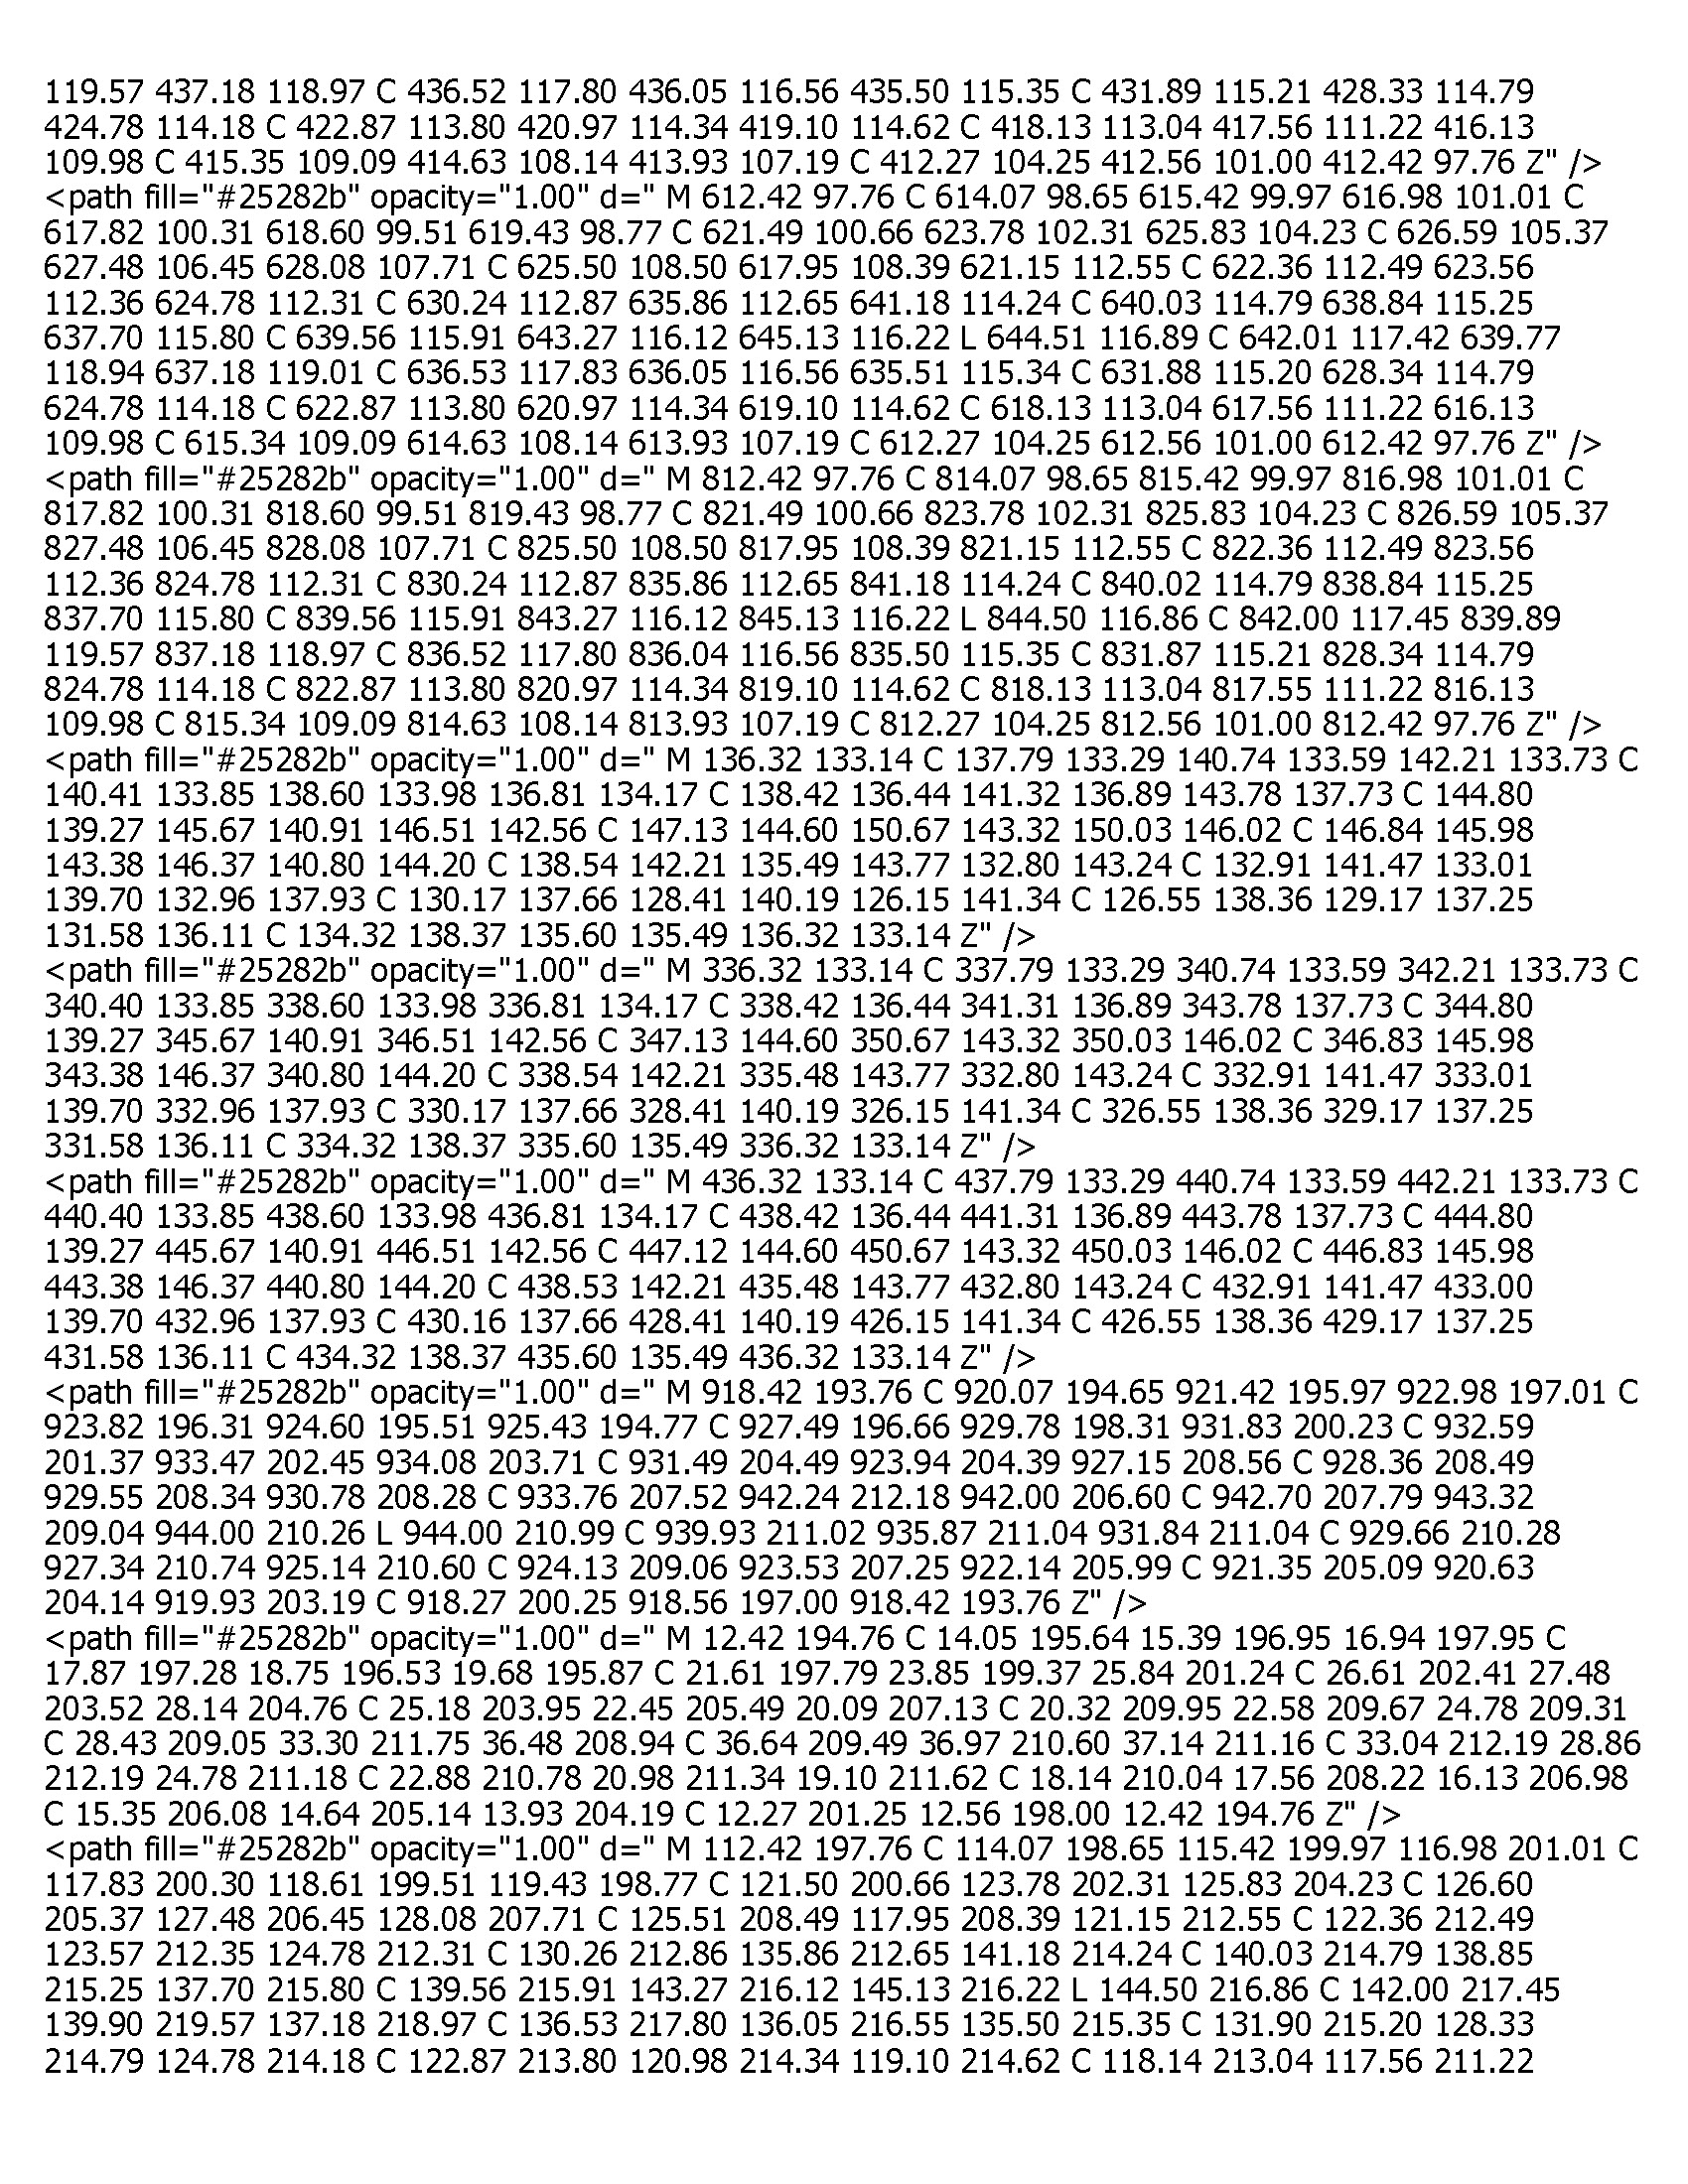 119.57 437.18 118.97 C 436.52 117.80 436.05 116.56 435.50 115.35 C 431.89 115.21 428.33 114.79
424.78 114.18 C 422.87 113.80 420.97 114.34 419.10 114.62 C 418.13 113.04 417.56 111.22 416.13
109.98 C 415.35 109.09 414.63 108.14 413.93 107.19 C 412.27 104.25 412.56 101.00 412.42 97.76 Z" />
<path fill="#25282b" opacity="1.00" d=" M 612.42 97.76 C 614.07 98.65 615.42 99.97 616.98 101.01 C
617.82 100.31 618.60 99.51 619.43 98.77 C 621.49 100.66 623.78 102.31 625.83 104.23 C 626.59 105.37
627.48 106.45 628.08 107.71 C 625.50 108.50 617.95 108.39 621.15 112.55 C 622.36 112.49 623.56
112.36 624.78 112.31 C 630.24 112.87 635.86 112.65 641.18 114.24 C 640.03 114.79 638.84 115.25
637.70 115.80 C 639.56 115.91 643.27 116.12 645.13 116.22 L 644.51 116.89 C 642.01 117.42 639.77
118.94 637.18 119.01 C 636.53 117.83 636.05 116.56 635.51 115.34 C 631.88 115.20 628.34 114.79
624.78 114.18 C 622.87 113.80 620.97 114.34 619.10 114.62 C 618.13 113.04 617.56 111.22 616.13
109.98 C 615.34 109.09 614.63 108.14 613.93 107.19 C 612.27 104.25 612.56 101.00 612.42 97.76 Z" />
<path fill="#25282b" opacity="1.00" d=" M 812.42 97.76 C 814.07 98.65 815.42 99.97 816.98 101.01 C
817.82 100.31 818.60 99.51 819.43 98.77 C 821.49 100.66 823.78 102.31 825.83 104.23 C 826.59 105.37
827.48 106.45 828.08 107.71 C 825.50 108.50 817.95 108.39 821.15 112.55 C 822.36 112.49 823.56
112.36 824.78 112.31 C 830.24 112.87 835.86 112.65 841.18 114.24 C 840.02 114.79 838.84 115.25
837.70 115.80 C 839.56 115.91 843.27 116.12 845.13 116.22 L 844.50 116.86 C 842.00 117.45 839.89
119.57 837.18 118.97 C 836.52 117.80 836.04 116.56 835.50 115.35 C 831.87 115.21 828.34 114.79
824.78 114.18 C 822.87 113.80 820.97 114.34 819.10 114.62 C 818.13 113.04 817.55 111.22 816.13
109.98 C 815.34 109.09 814.63 108.14 813.93 107.19 C 812.27 104.25 812.56 101.00 812.42 97.76 Z" />
<path fill="#25282b" opacity="1.00" d=" M 136.32 133.14 C 137.79 133.29 140.74 133.59 142.21 133.73 C
140.41 133.85 138.60 133.98 136.81 134.17 C 138.42 136.44 141.32 136.89 143.78 137.73 C 144.80
139.27 145.67 140.91 146.51 142.56 C 147.13 144.60 150.67 143.32 150.03 146.02 C 146.84 145.98
143.38 146.37 140.80 144.20 C 138.54 142.21 135.49 143.77 132.80 143.24 C 132.91 141.47 133.01
139.70 132.96 137.93 C 130.17 137.66 128.41 140.19 126.15 141.34 C 126.55 138.36 129.17 137.25
131.58 136.11 C 134.32 138.37 135.60 135.49 136.32 133.14 Z" />
<path fill="#25282b" opacity="1.00" d=" M 336.32 133.14 C 337.79 133.29 340.74 133.59 342.21 133.73 C
340.40 133.85 338.60 133.98 336.81 134.17 C 338.42 136.44 341.31 136.89 343.78 137.73 C 344.80
139.27 345.67 140.91 346.51 142.56 C 347.13 144.60 350.67 143.32 350.03 146.02 C 346.83 145.98
343.38 146.37 340.80 144.20 C 338.54 142.21 335.48 143.77 332.80 143.24 C 332.91 141.47 333.01
139.70 332.96 137.93 C 330.17 137.66 328.41 140.19 326.15 141.34 C 326.55 138.36 329.17 137.25
331.58 136.11 C 334.32 138.37 335.60 135.49 336.32 133.14 Z" />
<path fill="#25282b" opacity="1.00" d=" M 436.32 133.14 C 437.79 133.29 440.74 133.59 442.21 133.73 C
440.40 133.85 438.60 133.98 436.81 134.17 C 438.42 136.44 441.31 136.89 443.78 137.73 C 444.80
139.27 445.67 140.91 446.51 142.56 C 447.12 144.60 450.67 143.32 450.03 146.02 C 446.83 145.98
443.38 146.37 440.80 144.20 C 438.53 142.21 435.48 143.77 432.80 143.24 C 432.91 141.47 433.00
139.70 432.96 137.93 C 430.16 137.66 428.41 140.19 426.15 141.34 C 426.55 138.36 429.17 137.25
431.58 136.11 C 434.32 138.37 435.60 135.49 436.32 133.14 Z" />
<path fill="#25282b" opacity="1.00" d=" M 918.42 193.76 C 920.07 194.65 921.42 195.97 922.98 197.01 C
923.82 196.31 924.60 195.51 925.43 194.77 C 927.49 196.66 929.78 198.31 931.83 200.23 C 932.59
201.37 933.47 202.45 934.08 203.71 C 931.49 204.49 923.94 204.39 927.15 208.56 C 928.36 208.49
929.55 208.34 930.78 208.28 C 933.76 207.52 942.24 212.18 942.00 206.60 C 942.70 207.79 943.32
209.04 944.00 210.26 L 944.00 210.99 C 939.93 211.02 935.87 211.04 931.84 211.04 C 929.66 210.28
927.34 210.74 925.14 210.60 C 924.13 209.06 923.53 207.25 922.14 205.99 C 921.35 205.09 920.63
204.14 919.93 203.19 C 918.27 200.25 918.56 197.00 918.42 193.76 Z" />
<path fill="#25282b" opacity="1.00" d=" M 12.42 194.76 C 14.05 195.64 15.39 196.95 16.94 197.95 C
17.87 197.28 18.75 196.53 19.68 195.87 C 21.61 197.79 23.85 199.37 25.84 201.24 C 26.61 202.41 27.48
203.52 28.14 204.76 C 25.18 203.95 22.45 205.49 20.09 207.13 C 20.32 209.95 22.58 209.67 24.78 209.31
C 28.43 209.05 33.30 211.75 36.48 208.94 C 36.64 209.49 36.97 210.60 37.14 211.16 C 33.04 212.19 28.86
212.19 24.78 211.18 C 22.88 210.78 20.98 211.34 19.10 211.62 C 18.14 210.04 17.56 208.22 16.13 206.98
C 15.35 206.08 14.64 205.14 13.93 204.19 C 12.27 201.25 12.56 198.00 12.42 194.76 Z" />
<path fill="#25282b" opacity="1.00" d=" M 112.42 197.76 C 114.07 198.65 115.42 199.97 116.98 201.01 C
117.83 200.30 118.61 199.51 119.43 198.77 C 121.50 200.66 123.78 202.31 125.83 204.23 C 126.60
205.37 127.48 206.45 128.08 207.71 C 125.51 208.49 117.95 208.39 121.15 212.55 C 122.36 212.49
123.57 212.35 124.78 212.31 C 130.26 212.86 135.86 212.65 141.18 214.24 C 140.03 214.79 138.85
215.25 137.70 215.80 C 139.56 215.91 143.27 216.12 145.13 216.22 L 144.50 216.86 C 142.00 217.45
139.90 219.57 137.18 218.97 C 136.53 217.80 136.05 216.55 135.50 215.35 C 131.90 215.20 128.33
214.79 124.78 214.18 C 122.87 213.80 120.98 214.34 119.10 214.62 C 118.14 213.04 117.56 211.22